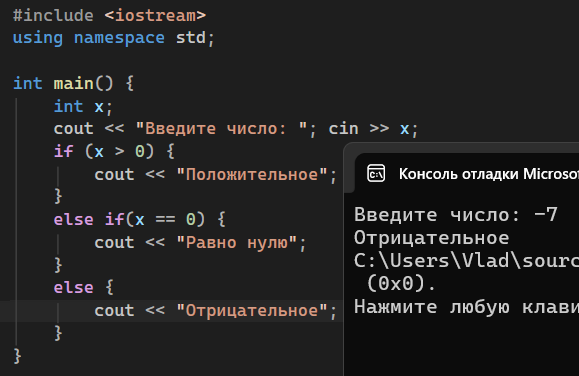 #include <iostream>
using namespace std;
int main() {
int x;
cout << "Введите число: "; cin >> x;
if (x > 0) {
cout << "Положительное";
}
else if(x == 0) {
cout << "Равно нулю";
}
else {
cout << "Отрицательное";
}
}
Консоль отладки Microsof
Введите число: -7
Отрицательное
C:\Users\Vlad\sourc
(0x0).
Нажмите любую клави